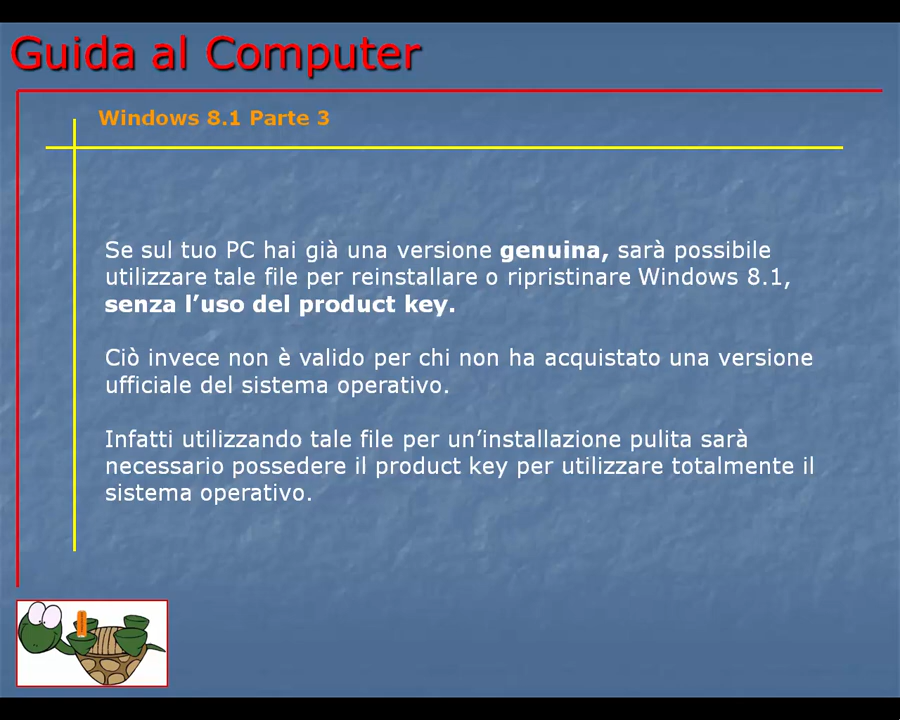 Guida al Computer
Windows 8.1 Parte 3
Se sul tuo PC hai già una versione genuina, sarà possibile
utilizzare tale file per reinstallare o ripristinare Windows 8.1,
senza l’uso del product key.
Ciò invece non è valido per chi non ha acquistato una versione
ufficiale del sistema operativo.
Infatti utilizzando tale file per un’installazione pulita sarà
necessario possedere il product key per utilizzare totalmente il
sistema operativo.